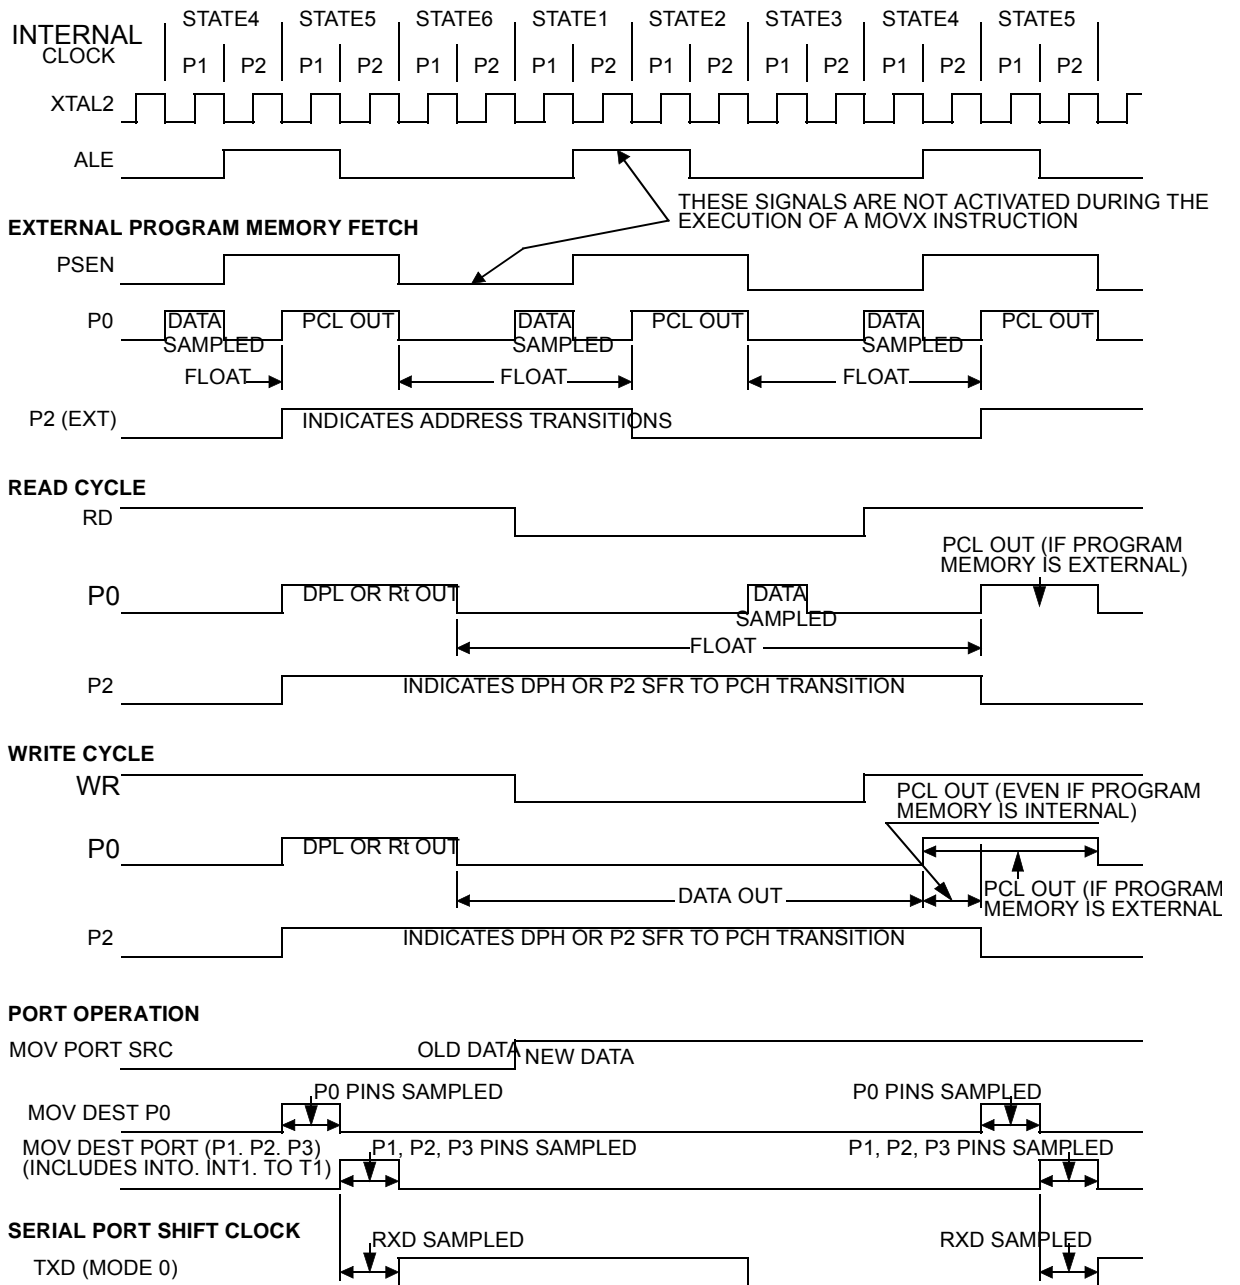 INTERNAL CLOCK
STATE4 STATE5 STATE6 STATE1 STATE2 STATE3 STATE4 STATE5
P1 P2 P1 P2 P1 P2 P1 P2 P1 P2 P1 P2 P1 P2 P1 P2
XTAL2
ALE
THESE SIGNALS ARE NOT ACTIVATED DURING THE
EXECUTION OF A MOVX INSTRUCTION
EXTERNAL PROGRAM MEMORY FETCH
PSEN
P0 DATA PCL OUT DATA PCL OUT DATA PCL OUT
SAMPLED SAMPLED SAMPLED
FLOAT FLOAT FLOAT
P2 (EXT) INDICATES ADDRESS TRANSITIONS
READ CYCLE
RD
PCL OUT (IF PROGRAM
MEMORY IS EXTERNAL)
P0 DPL OR Rt OUT DATA
SAMPLED
FLOAT
P2 INDICATES DPH OR P2 SFR TO PCH TRANSITION
WRITE CYCLE
WR
PCL OUT (EVEN IF PROGRAM
MEMORY IS INTERNAL)
P0 DPL OR Rt OUT
DATA OUT
PCL OUT (IF PROGRAM
MEMORY IS EXTERNAL
P2 INDICATES DPH OR P2 SFR TO PCH TRANSITION
PORT OPERATION
MOV PORT SRC OLD DATA NEW DATA
P0 PINS SAMPLED P0 PINS SAMPLED
MOV DEST P0
MOV DEST PORT (P1. P2. P3) P1, P2, P3 PINS SAMPLED P1, P2, P3 PINS SAMPLED
(INCLUDES INTO. INT1. TO T1)
SERIAL PORT SHIFT CLOCK
RXD SAMPLED RXD SAMPLED
TXD (MODE 0)